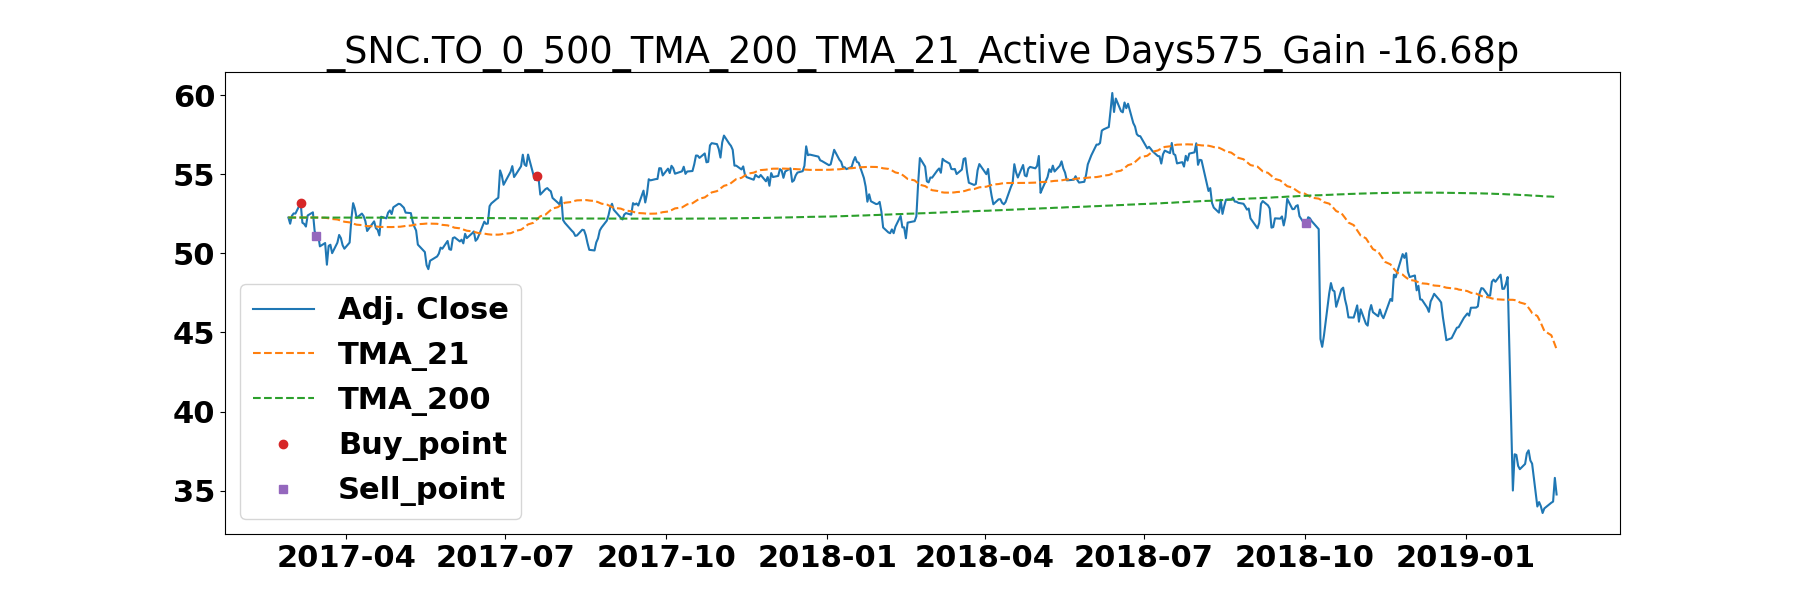 _SNC.TO_0_500_TMA_200_TMA_21_Active Days575_Gain -16.68p
60
55
50
45
40
35
Adj. Close
TMA_21
TMA_200
Buy_point
Sell_point
2017-04 2017-07 2017-10 2018-01 2018-04 2018-07 2018-10 2019-01